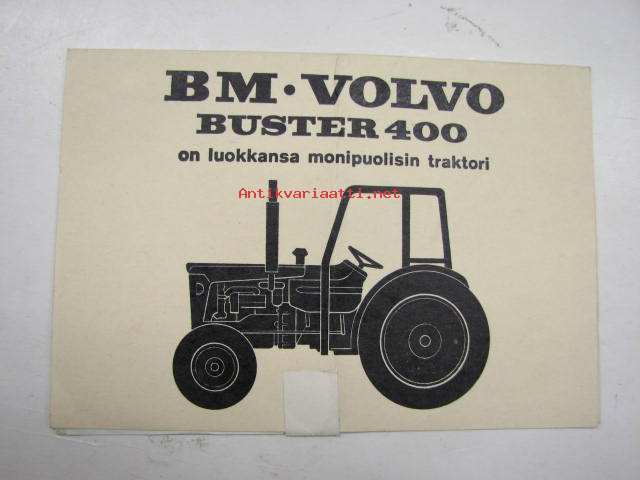 BM·VOLVO
BUSTER 400
on luokkansa monipuolisin traktori
Antikvariaatti.net